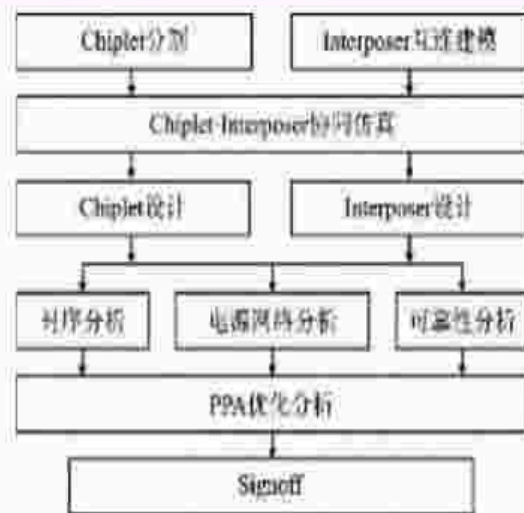 Chiplet分割
Interposer互连建模
Chiplet-Interposer协同仿真
Chiplet设计
Interposer设计
时序分析
电源网络分析
可靠性分析
PPA优化分析
Signoff